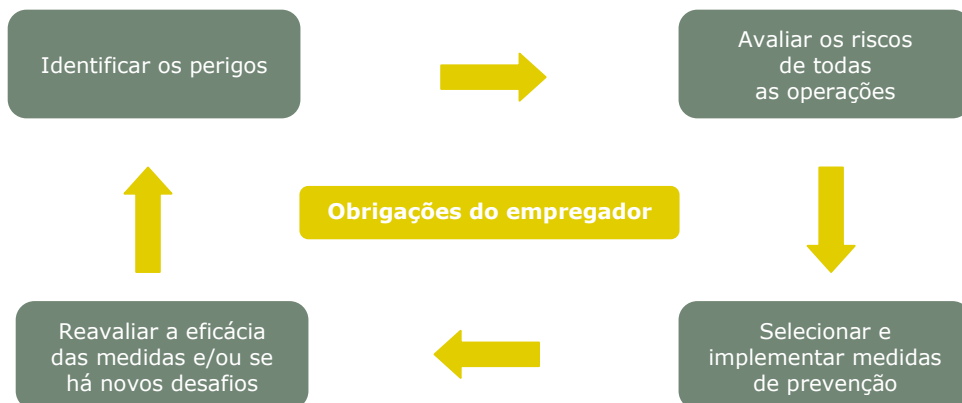 Identificar os perigos
Avaliar os riscos
de todas
as operações
Obrigações do empregador
Reavaliar a eficácia
das medidas e/ou se
há novos desafios
Selecionar e
implementar medidas
de prevenção